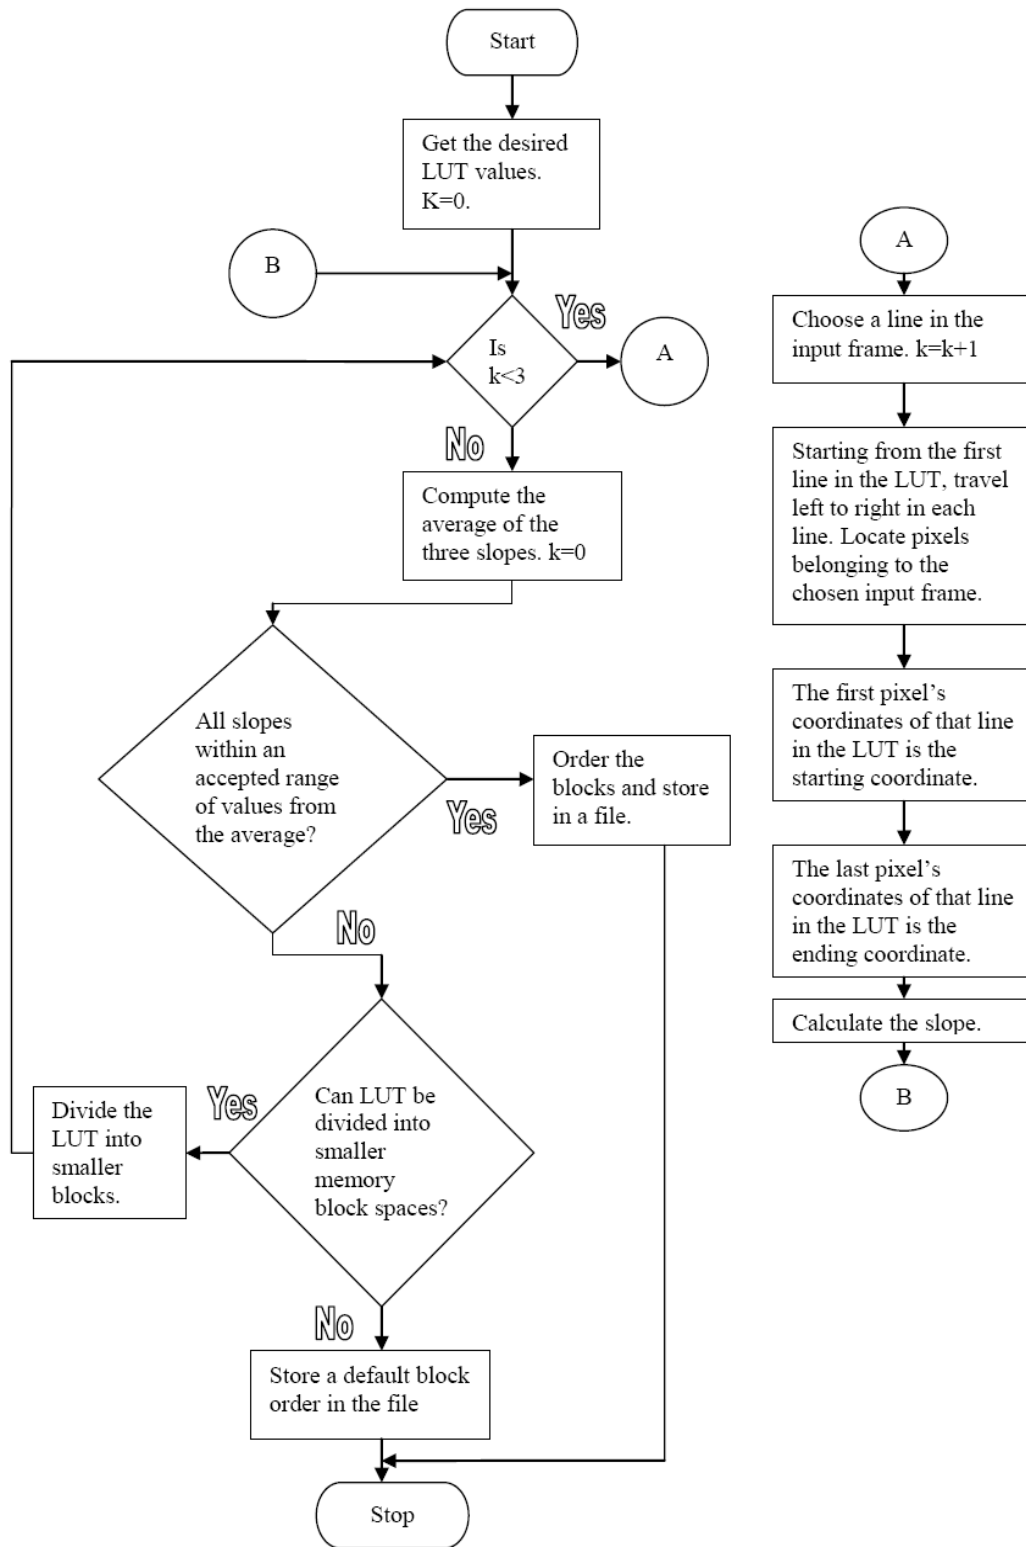 Start
Get the desired
LUT values.
K=0.
B
Yes
Is
k<3
A
No
Compute the
average of the
three slopes. k=0
All slopes
within an
accepted range
of values from
the average?
Yes
Order the
blocks and store
in a file.
No
Can LUT be
divided into
smaller
memory
block spaces?
Yes
Divide the
LUT into
smaller
blocks.
No
Store a default block
order in the file
Stop
A
Choose a line in the
input frame. k=k+1
Starting from the first
line in the LUT, travel
left to right in each
line. Locate pixels
belonging to the
chosen input frame.
The first pixel’s
coordinates of that line
in the LUT is the
starting coordinate.
The last pixel’s
coordinates of that line
in the LUT is the
ending coordinate.
Calculate the slope.
B